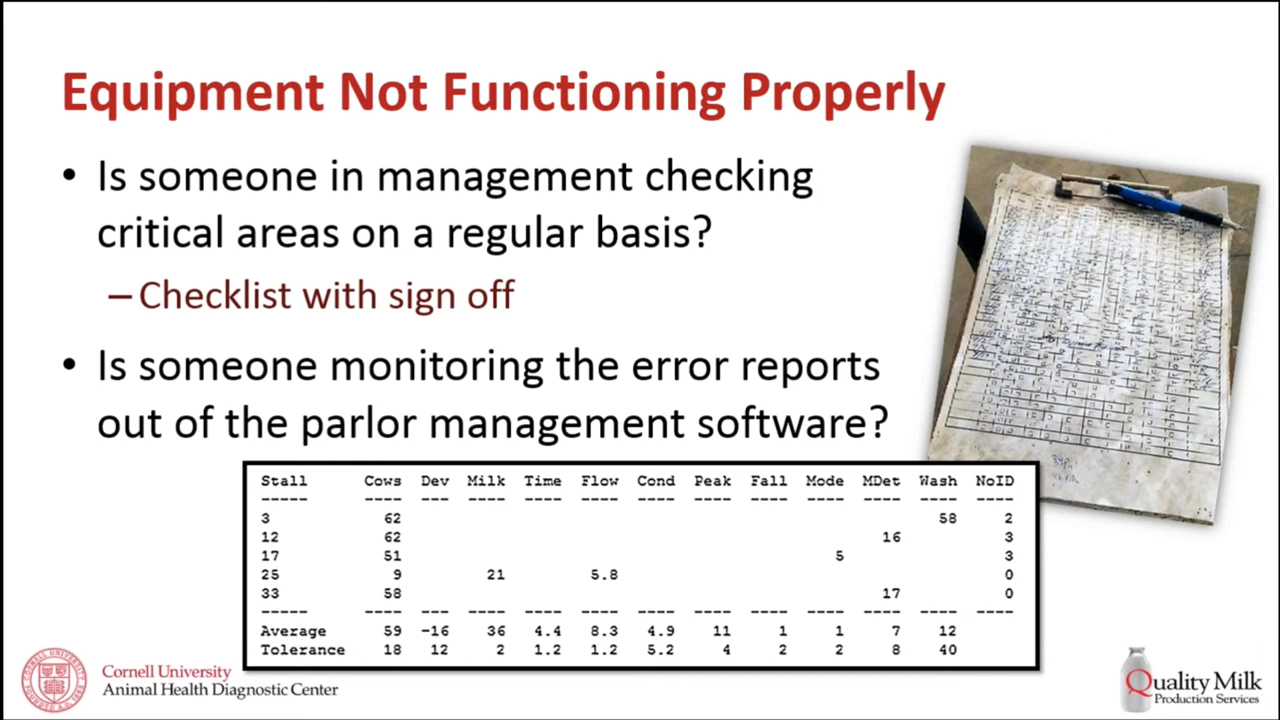 Equipment Not Functioning Properly
• Is someone in management checking
critical areas on a regular basis?
– Checklist with sign off
• Is someone monitoring the error reports
out of the parlor management software?
Stall Cows Dev Milk Time Flow Cond Peak Fall Mode MDet Wash NoID
----- ---- --- ---- ---- ---- ---- ---- ---- ---- ---- ---- ----
3 62 58 2
12 62 16 3
17 51 5 3
25 9 21 5.8 0
33 58 17 0
----- ---- --- ---- ---- ---- ---- ---- ---- ---- ---- ---- ----
Average 59 -16 36 4.4 8.3 4.9 11 1 1 7 12
Tolerance 18 12 2 1.2 1.2 5.2 4 2 2 8 40
Cornell University
Animal Health Diagnostic Center
Quality Milk
Production Services